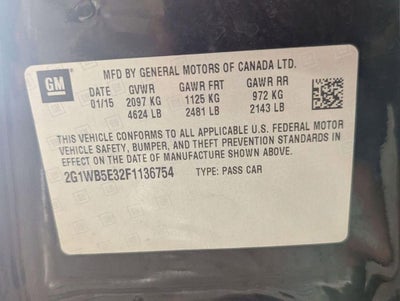 MFD BY GENERAL MOTORS OF CANADA LTD.
GM
DATE GVWR GAWR FRT GAWR RR
01/15 2097 KG 1125 KG 972 KG
4624 LB 2481 LB 2143 LB
THIS VEHICLE CONFORMS TO ALL APPLICABLE U.S. FEDERAL MOTOR
VEHICLE SAFETY, BUMPER, AND THEFT PREVENTION STANDARDS IN
EFFECT ON THE DATE OF MANUFACTURE SHOWN ABOVE.
2G1WB5E32F1136754 TYPE: PASS CAR